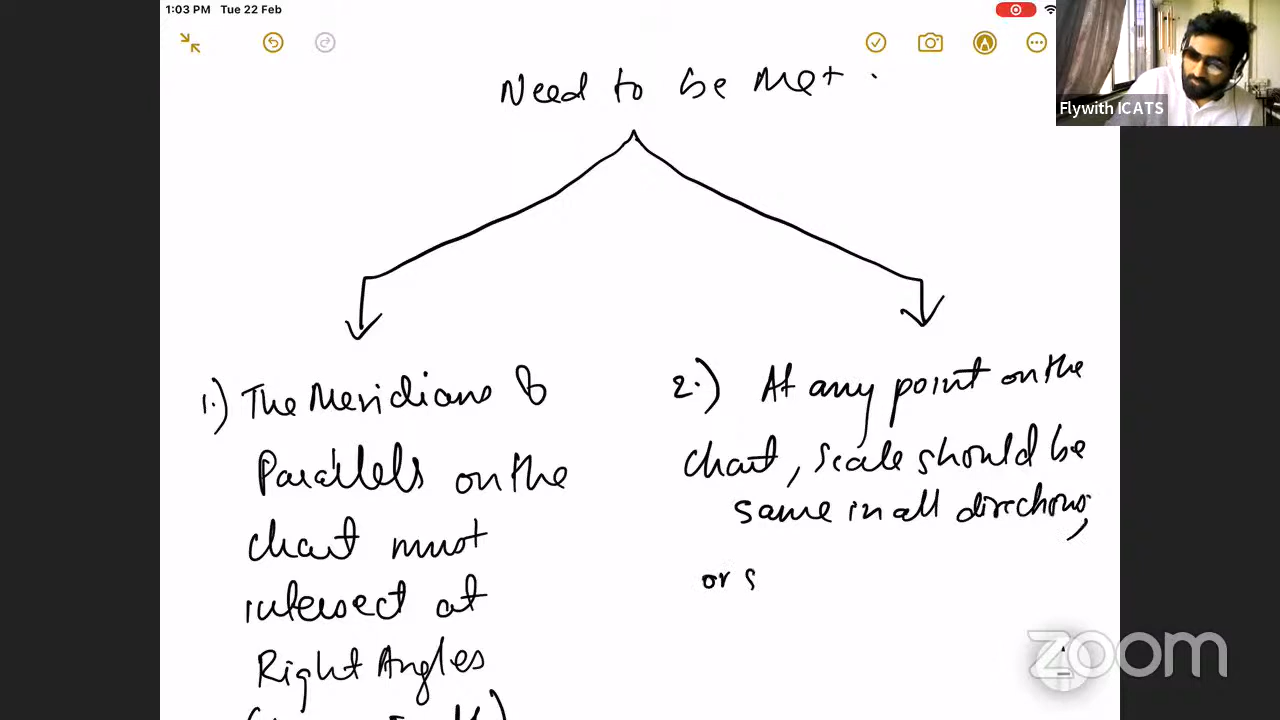 1:03 PM Tue 22 Feb
Flywith ICATS
Need to be Met.
1.) The Meridians &
Parallels on the
chart must
intersect at
Right Angles
2.) At any point on the
chart, scale should be
same in all directions,
or s
zoom